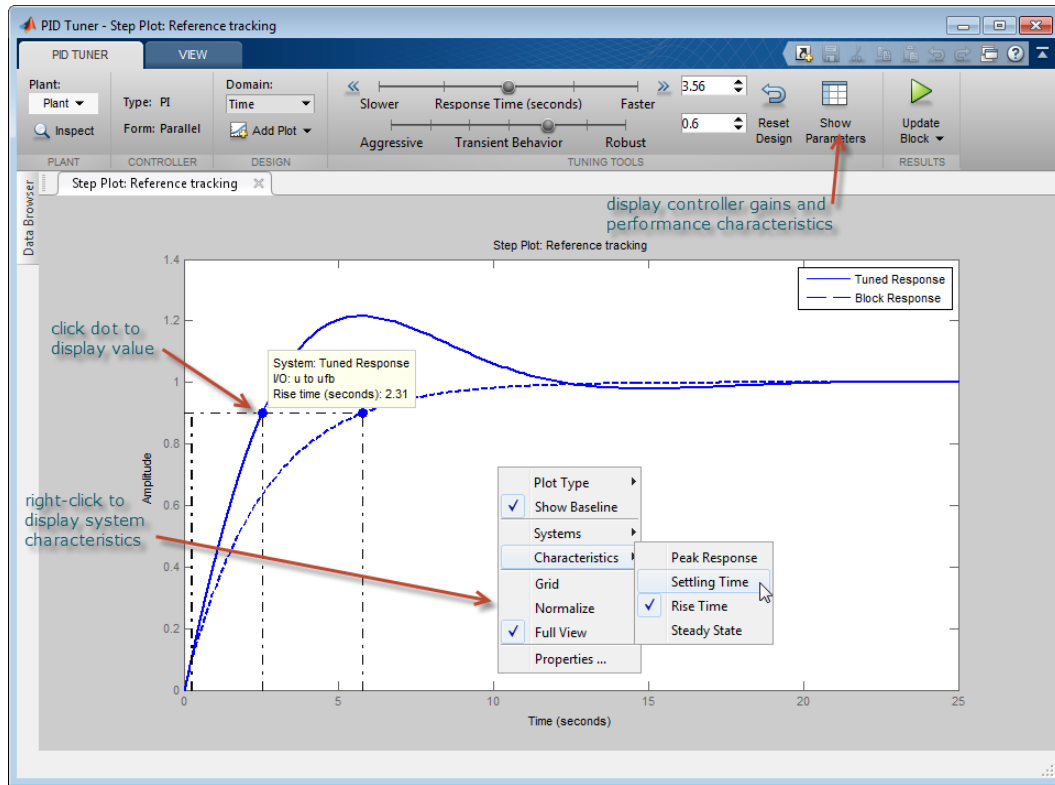 PID Tuner - Step Plot: Reference tracking
PID TUNER
VIEW
Plant:
Plant
Inspect
PLANT
Type: PI
Form: Parallel
CONTROLLER
Domain:
Time
Add Plot
DESIGN
Slower Response Time (seconds) Faster
3.56
Aggressive Transient Behavior Robust
0.6
Reset
Design
Show
Parameters
TUNING TOOLS
Update
Block
RESULTS
Data Browser
Step Plot: Reference tracking
display controller gains and
performance characteristics
Step Plot: Reference tracking
Tuned Response
Block Response
click dot to
display value
System: Tuned Response
I/O: u to ufb
Rise time (seconds): 2.31
right-click to
display system
characteristics
Amplitude
1.4
1.2
1
0.8
0.6
0.4
0.2
0
Plot Type
Show Baseline
Systems
Characteristics
Grid
Normalize
Full View
Properties ...
Peak Response
Settling Time
Rise Time
Steady State
0 5 10 15 20 25
Time (seconds)